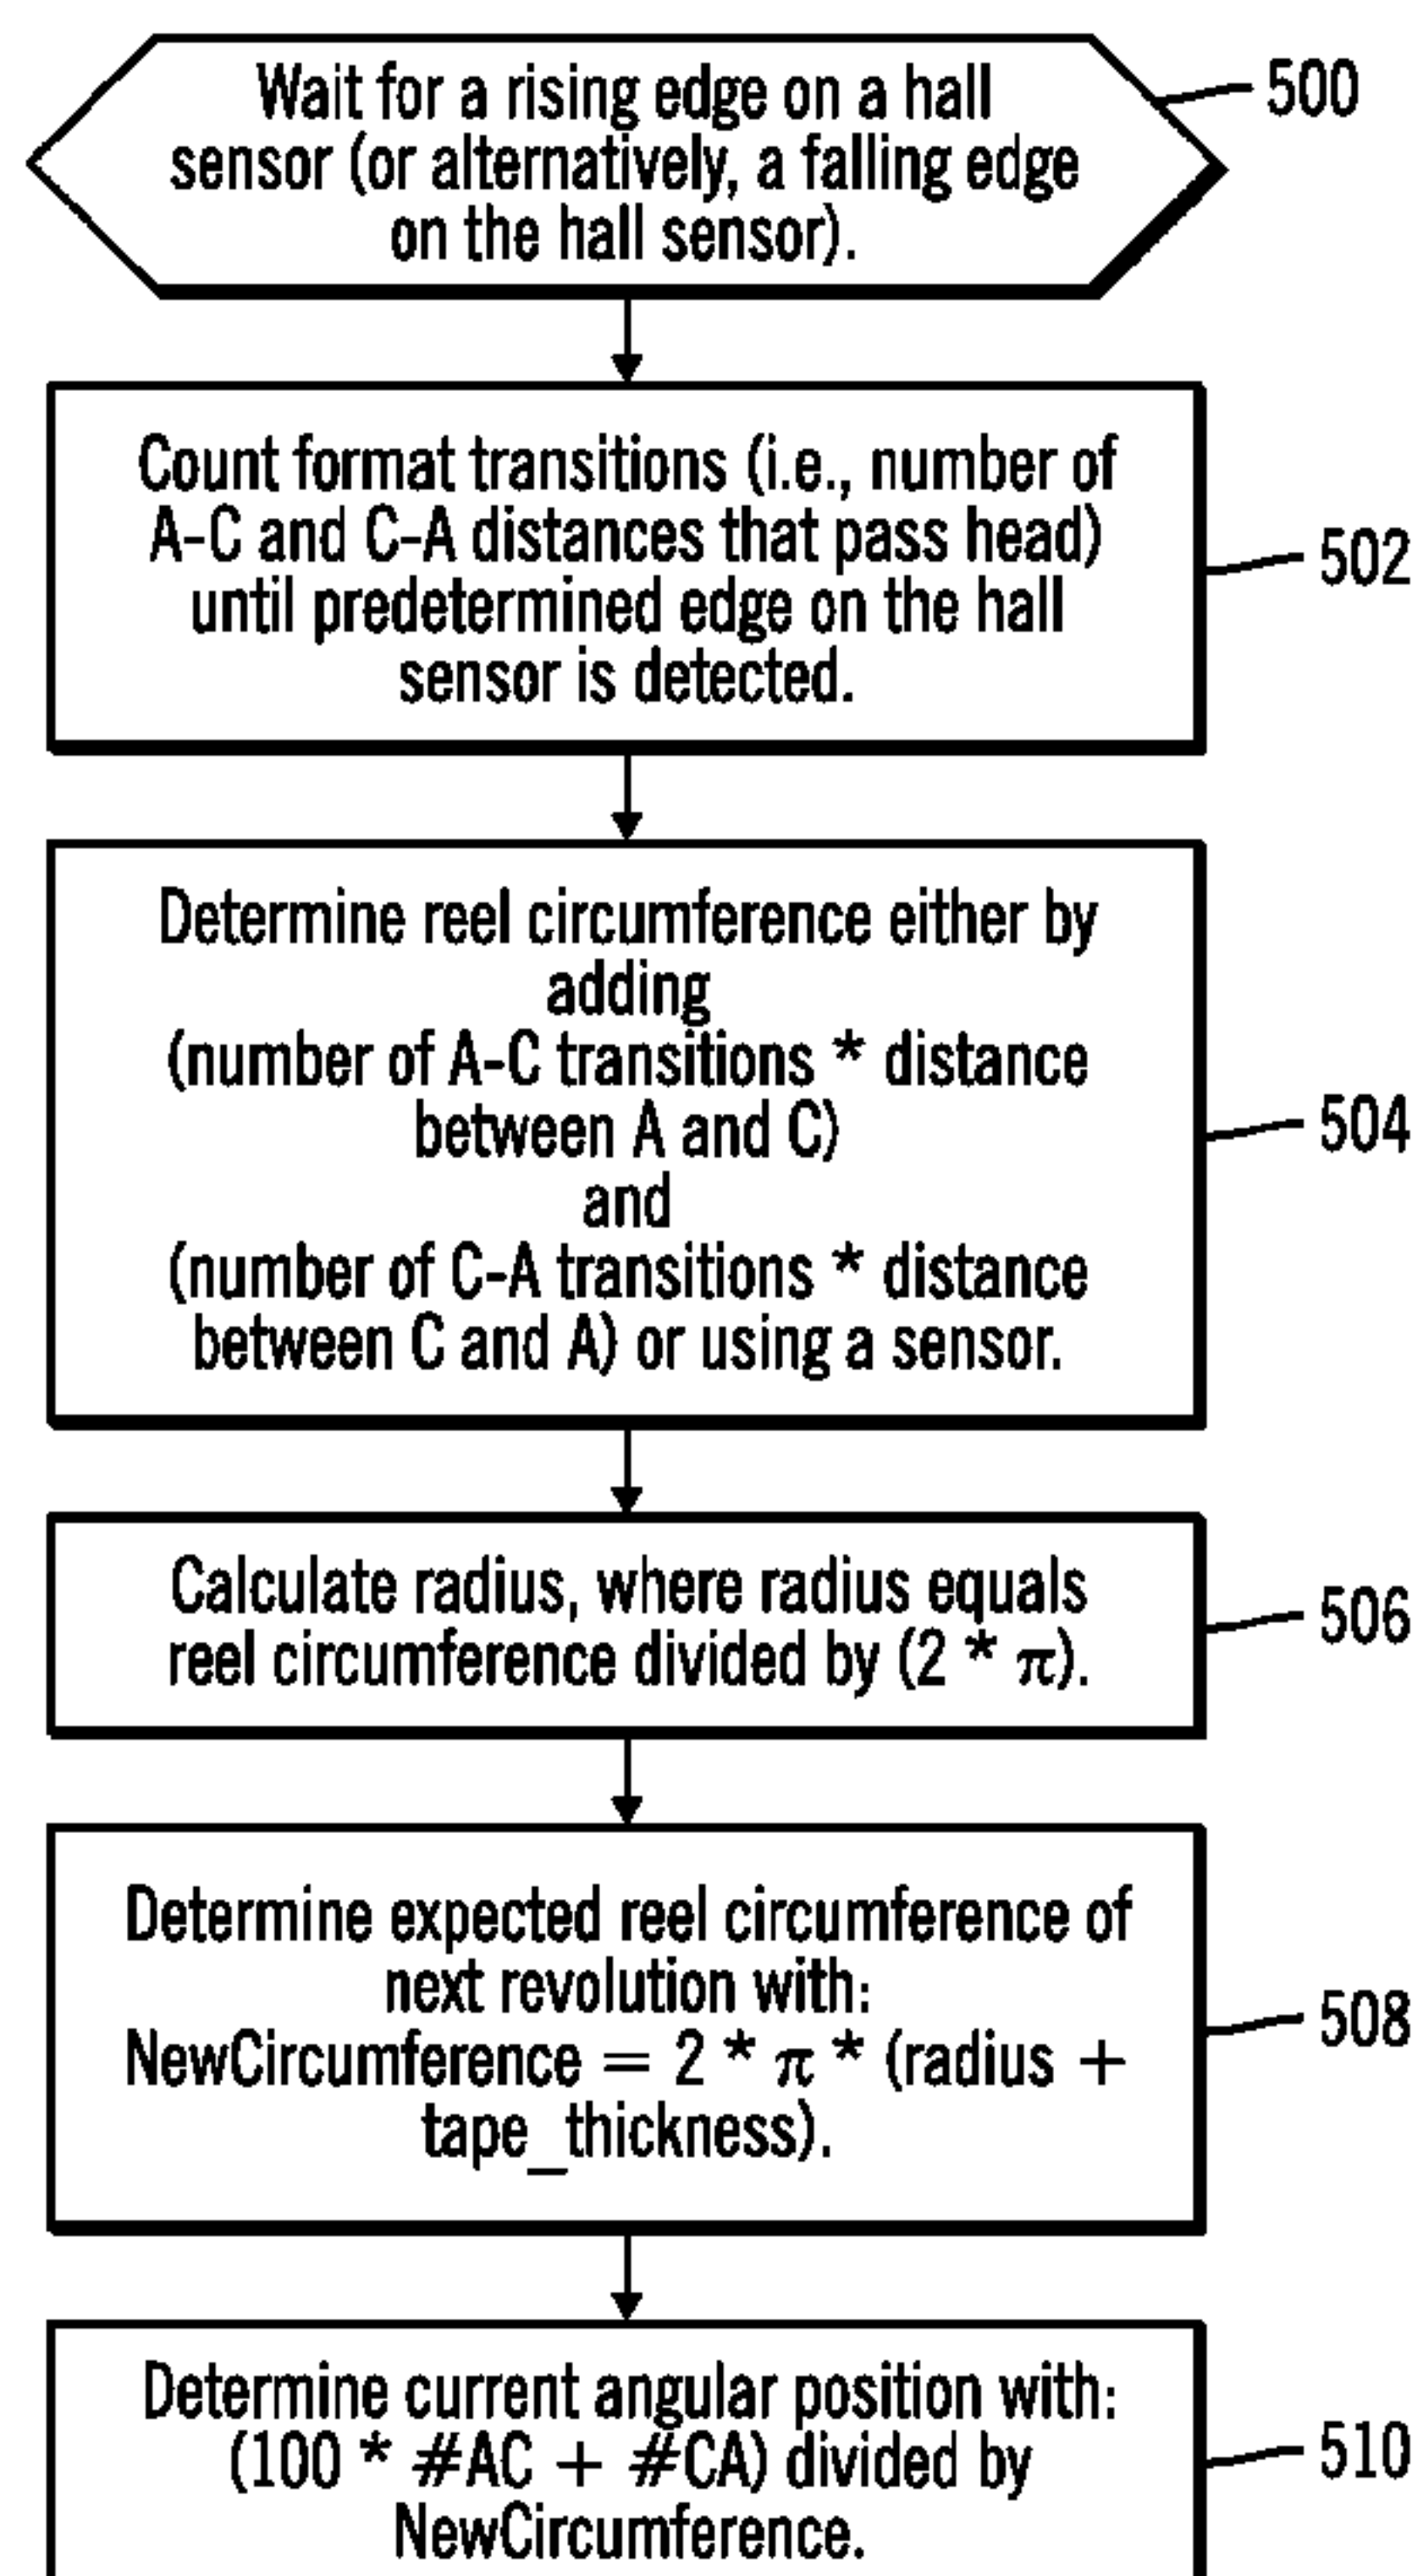 Wait for a rising edge on a hall
sensor (or alternatively, a falling edge
on the hall sensor).
500
Count format transitions (i.e., number of
A-C and C-A distances that pass head)
until predetermined edge on the hall
sensor is detected.
502
Determine reel circumference either by
adding
(number of A-C transitions * distance
between A and C)
and
(number of C-A transitions * distance
between C and A) or using a sensor.
504
Calculate radius, where radius equals
reel circumference divided by (2 * π).
506
Determine expected reel circumference of
next revolution with:
NewCircumference = 2 * π * (radius +
tape_thickness).
508
Determine current angular position with:
(100 * #AC + #CA) divided by
NewCircumference.
510